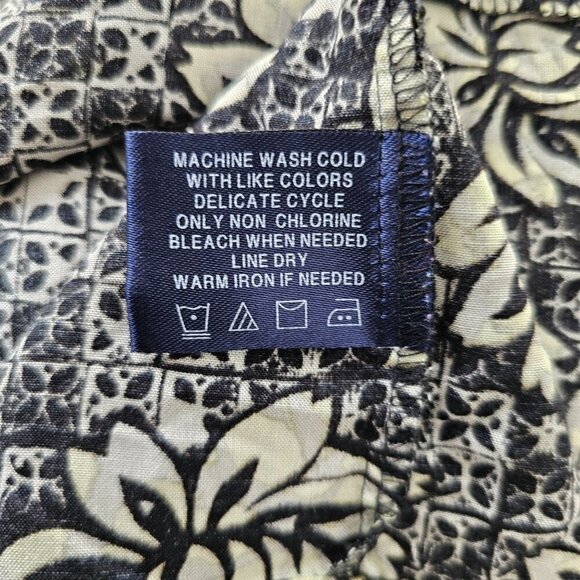 MACHINE WASH COLD
WITH LIKE COLORS
DELICATE CYCLE
ONLY NON CHLORINE
BLEACH WHEN NEEDED
LINE DRY
WARM IRON IF NEEDED